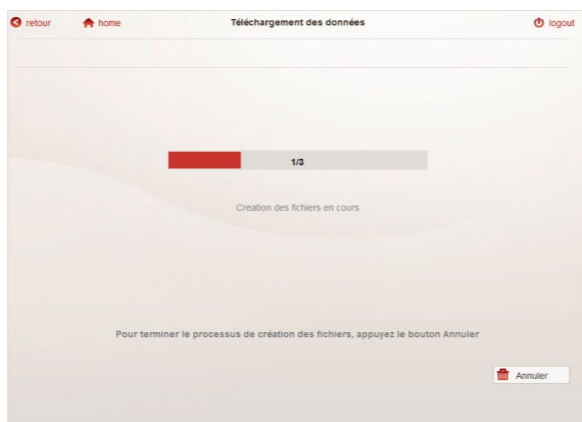 retour home Téléchargement des données logout
1/3
Creation des fichiers en cours
Pour terminer le processus de création des fichiers, appuyez le bouton Annuler
Annuler